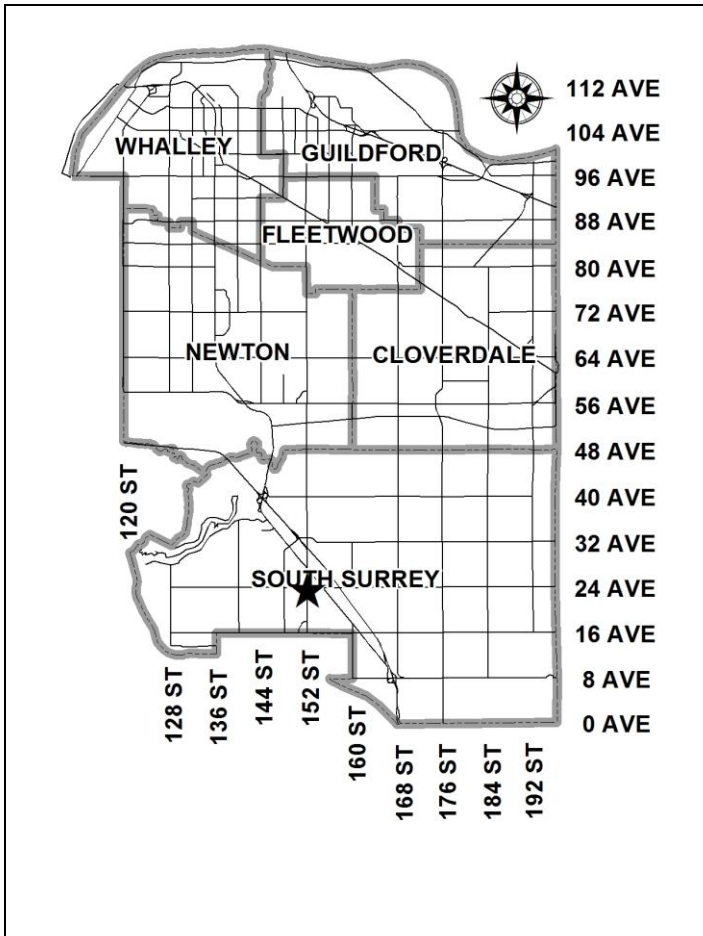 112 AVE
104 AVE
WHALLEY
GUILDFORD
96 AVE
88 AVE
FLEETWOOD
80 AVE
72 AVE
NEWTON
CLOVERDALE
64 AVE
56 AVE
48 AVE
120 ST
40 AVE
32 AVE
SOUTH SURREY
24 AVE
16 AVE
8 AVE
128 ST
136 ST
144 ST
152 ST
160 ST
0 AVE
168 ST
176 ST
184 ST
192 ST